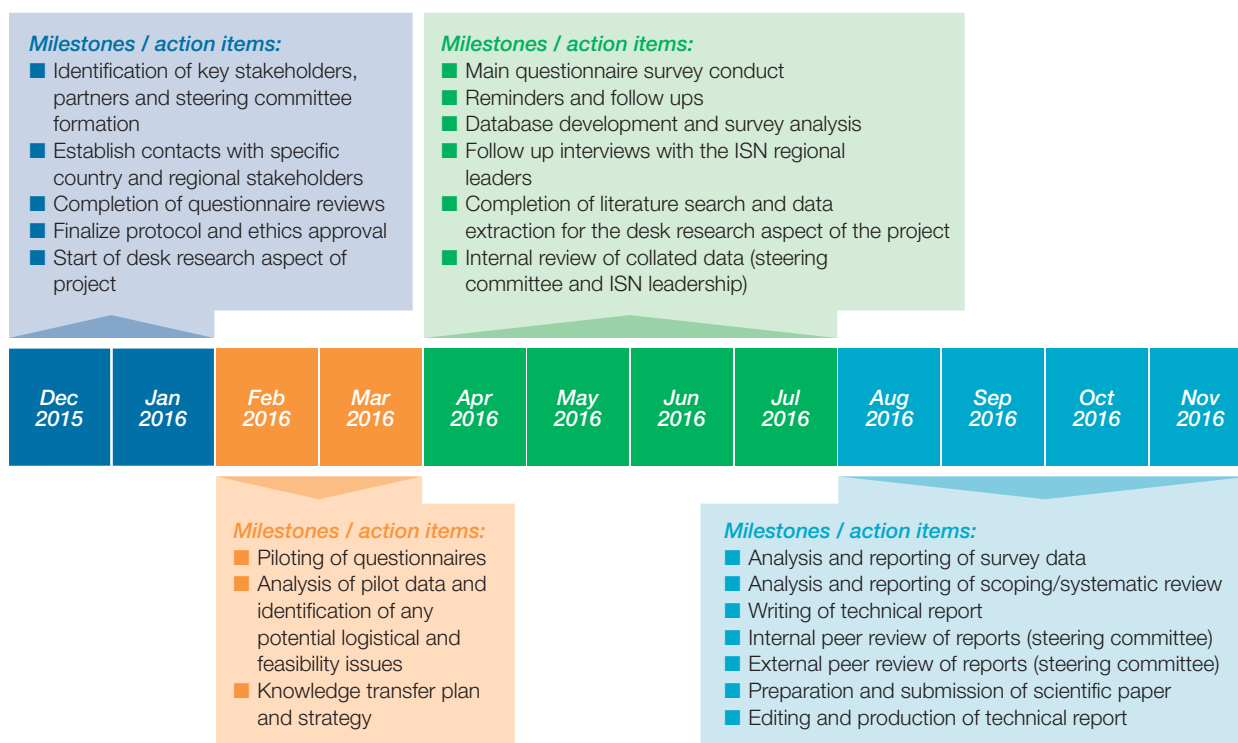 Milestones / action items:
■ Identification of key stakeholders,
partners and steering committee
formation
■ Establish contacts with specific
country and regional stakeholders
■ Completion of questionnaire reviews
■ Finalize protocol and ethics approval
■ Start of desk research aspect of
project
Milestones / action items:
■ Main questionnaire survey conduct
■ Reminders and follow ups
■ Database development and survey analysis
■ Follow up interviews with the ISN regional
leaders
■ Completion of literature search and data
extraction for the desk research aspect of the project
■ Internal review of collated data (steering
committee and ISN leadership)
Dec
2015
Jan
2016
Feb
2016
Mar
2016
Apr
2016
May
2016
Jun
2016
Jul
2016
Aug
2016
Sep
2016
Oct
2016
Nov
2016
Milestones / action items:
■ Piloting of questionnaires
■ Analysis of pilot data and
identification of any
potential logistical and
feasibility issues
■ Knowledge transfer plan
and strategy
Milestones / action items:
■ Analysis and reporting of survey data
■ Analysis and reporting of scoping/systematic review
■ Writing of technical report
■ Internal peer review of reports (steering committee)
■ External peer review of reports (steering committee)
■ Preparation and submission of scientific paper
■ Editing and production of technical report